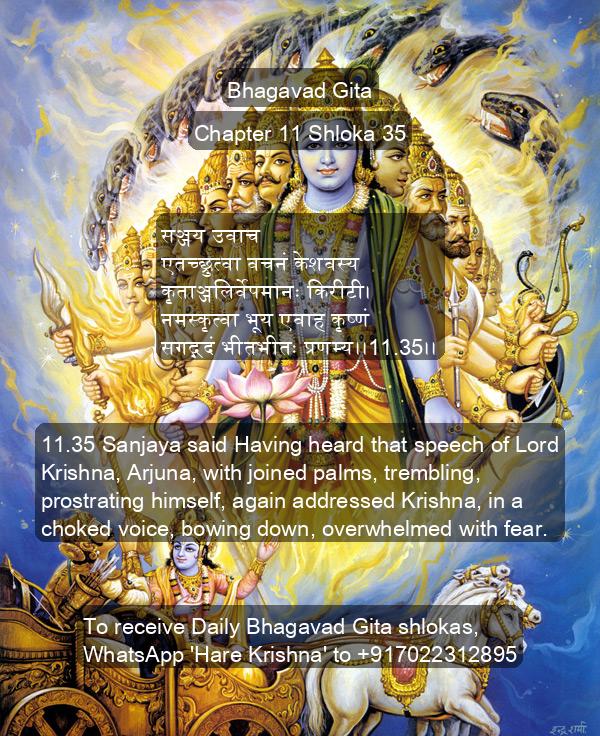 Bhagavad Gita
Chapter 11 Shloka 35
सञ्जय उवाच
एतच्छ्रुत्वा वचनं केशवस्य
कृताञ्जलिर्वेपमानः किरीटी।
नमस्कृत्वा भूय एवाह कृष्णं
सगद्गदं भीतभीतः प्रणम्य।।11.35।।
11.35 Sanjaya said Having heard that speech of Lord
Krishna, Arjuna, with joined palms, trembling,
prostrating himself, again addressed Krishna, in a
choked voice, bowing down, overwhelmed with fear.
To receive Daily Bhagavad Gita shlokas,
WhatsApp 'Hare Krishna' to +917022312895
इन्द्र शर्मा